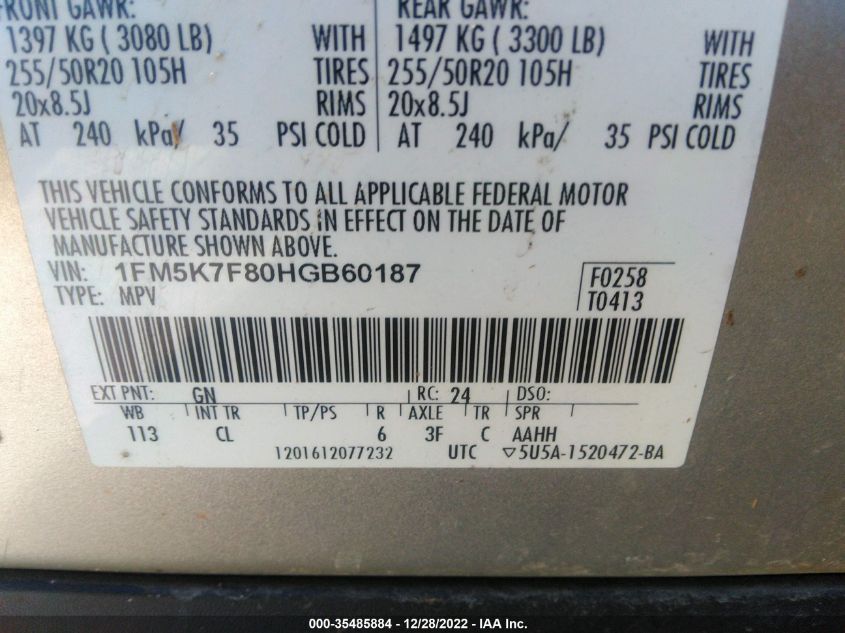 FRONT GAWR: REAR GAWR:
1397 KG ( 3080 LB) WITH 1497 KG ( 3300 LB) WITH
255/50R20 105H TIRES 255/50R20 105H TIRES
20x8.5J RIMS 20x8.5J RIMS
AT 240 kPa/ 35 PSI COLD AT 240 kPa/ 35 PSI COLD
THIS VEHICLE CONFORMS TO ALL APPLICABLE FEDERAL MOTOR
VEHICLE SAFETY STANDARDS IN EFFECT ON THE DATE OF
MANUFACTURE SHOWN ABOVE.
VIN: 1FM5K7F80HGB60187 F0258
TYPE: MPV T0413
EXT PNT: GN RC: 24 DSO:
WB INT TR TP/PS R AXLE TR SPR
113 CL 6 3F C AAHH
1201612077232 UTC ▽5U5A-1520472-BA
000-35485884 - 12/28/2022 - IAA Inc.